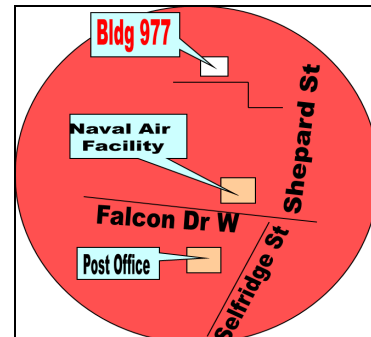 Bldg 977
Shepard St
Naval Air
Facility
Falcon Dr W
Post Office
Selfridge St